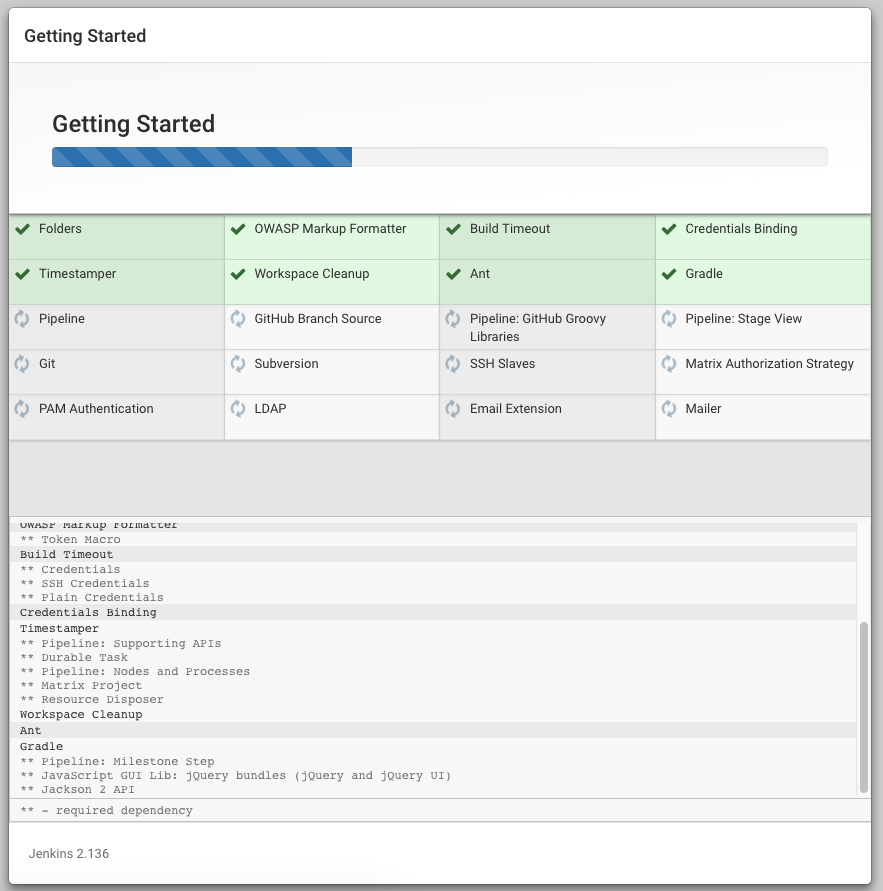 Getting Started
Getting Started
Folders
OWASP Markup Formatter
Build Timeout
Credentials Binding
Timestamper
Workspace Cleanup
Ant
Gradle
Pipeline
GitHub Branch Source
Pipeline: GitHub Groovy
Libraries
Pipeline: Stage View
Git
Subversion
SSH Slaves
Matrix Authorization Strategy
PAM Authentication
LDAP
Email Extension
Mailer
OWASP Markup Formatter
** Token Macro
Build Timeout
** Credentials
** SSH Credentials
** Plain Credentials
Credentials Binding
Timestamper
** Pipeline: Supporting APIs
** Durable Task
** Pipeline: Nodes and Processes
** Matrix Project
** Resource Disposer
Workspace Cleanup
Ant
Gradle
** Pipeline: Milestone Step
** JavaScript GUI Lib: jQuery bundles (jQuery and jQuery UI)
** Jackson 2 API
** - required dependency
Jenkins 2.136